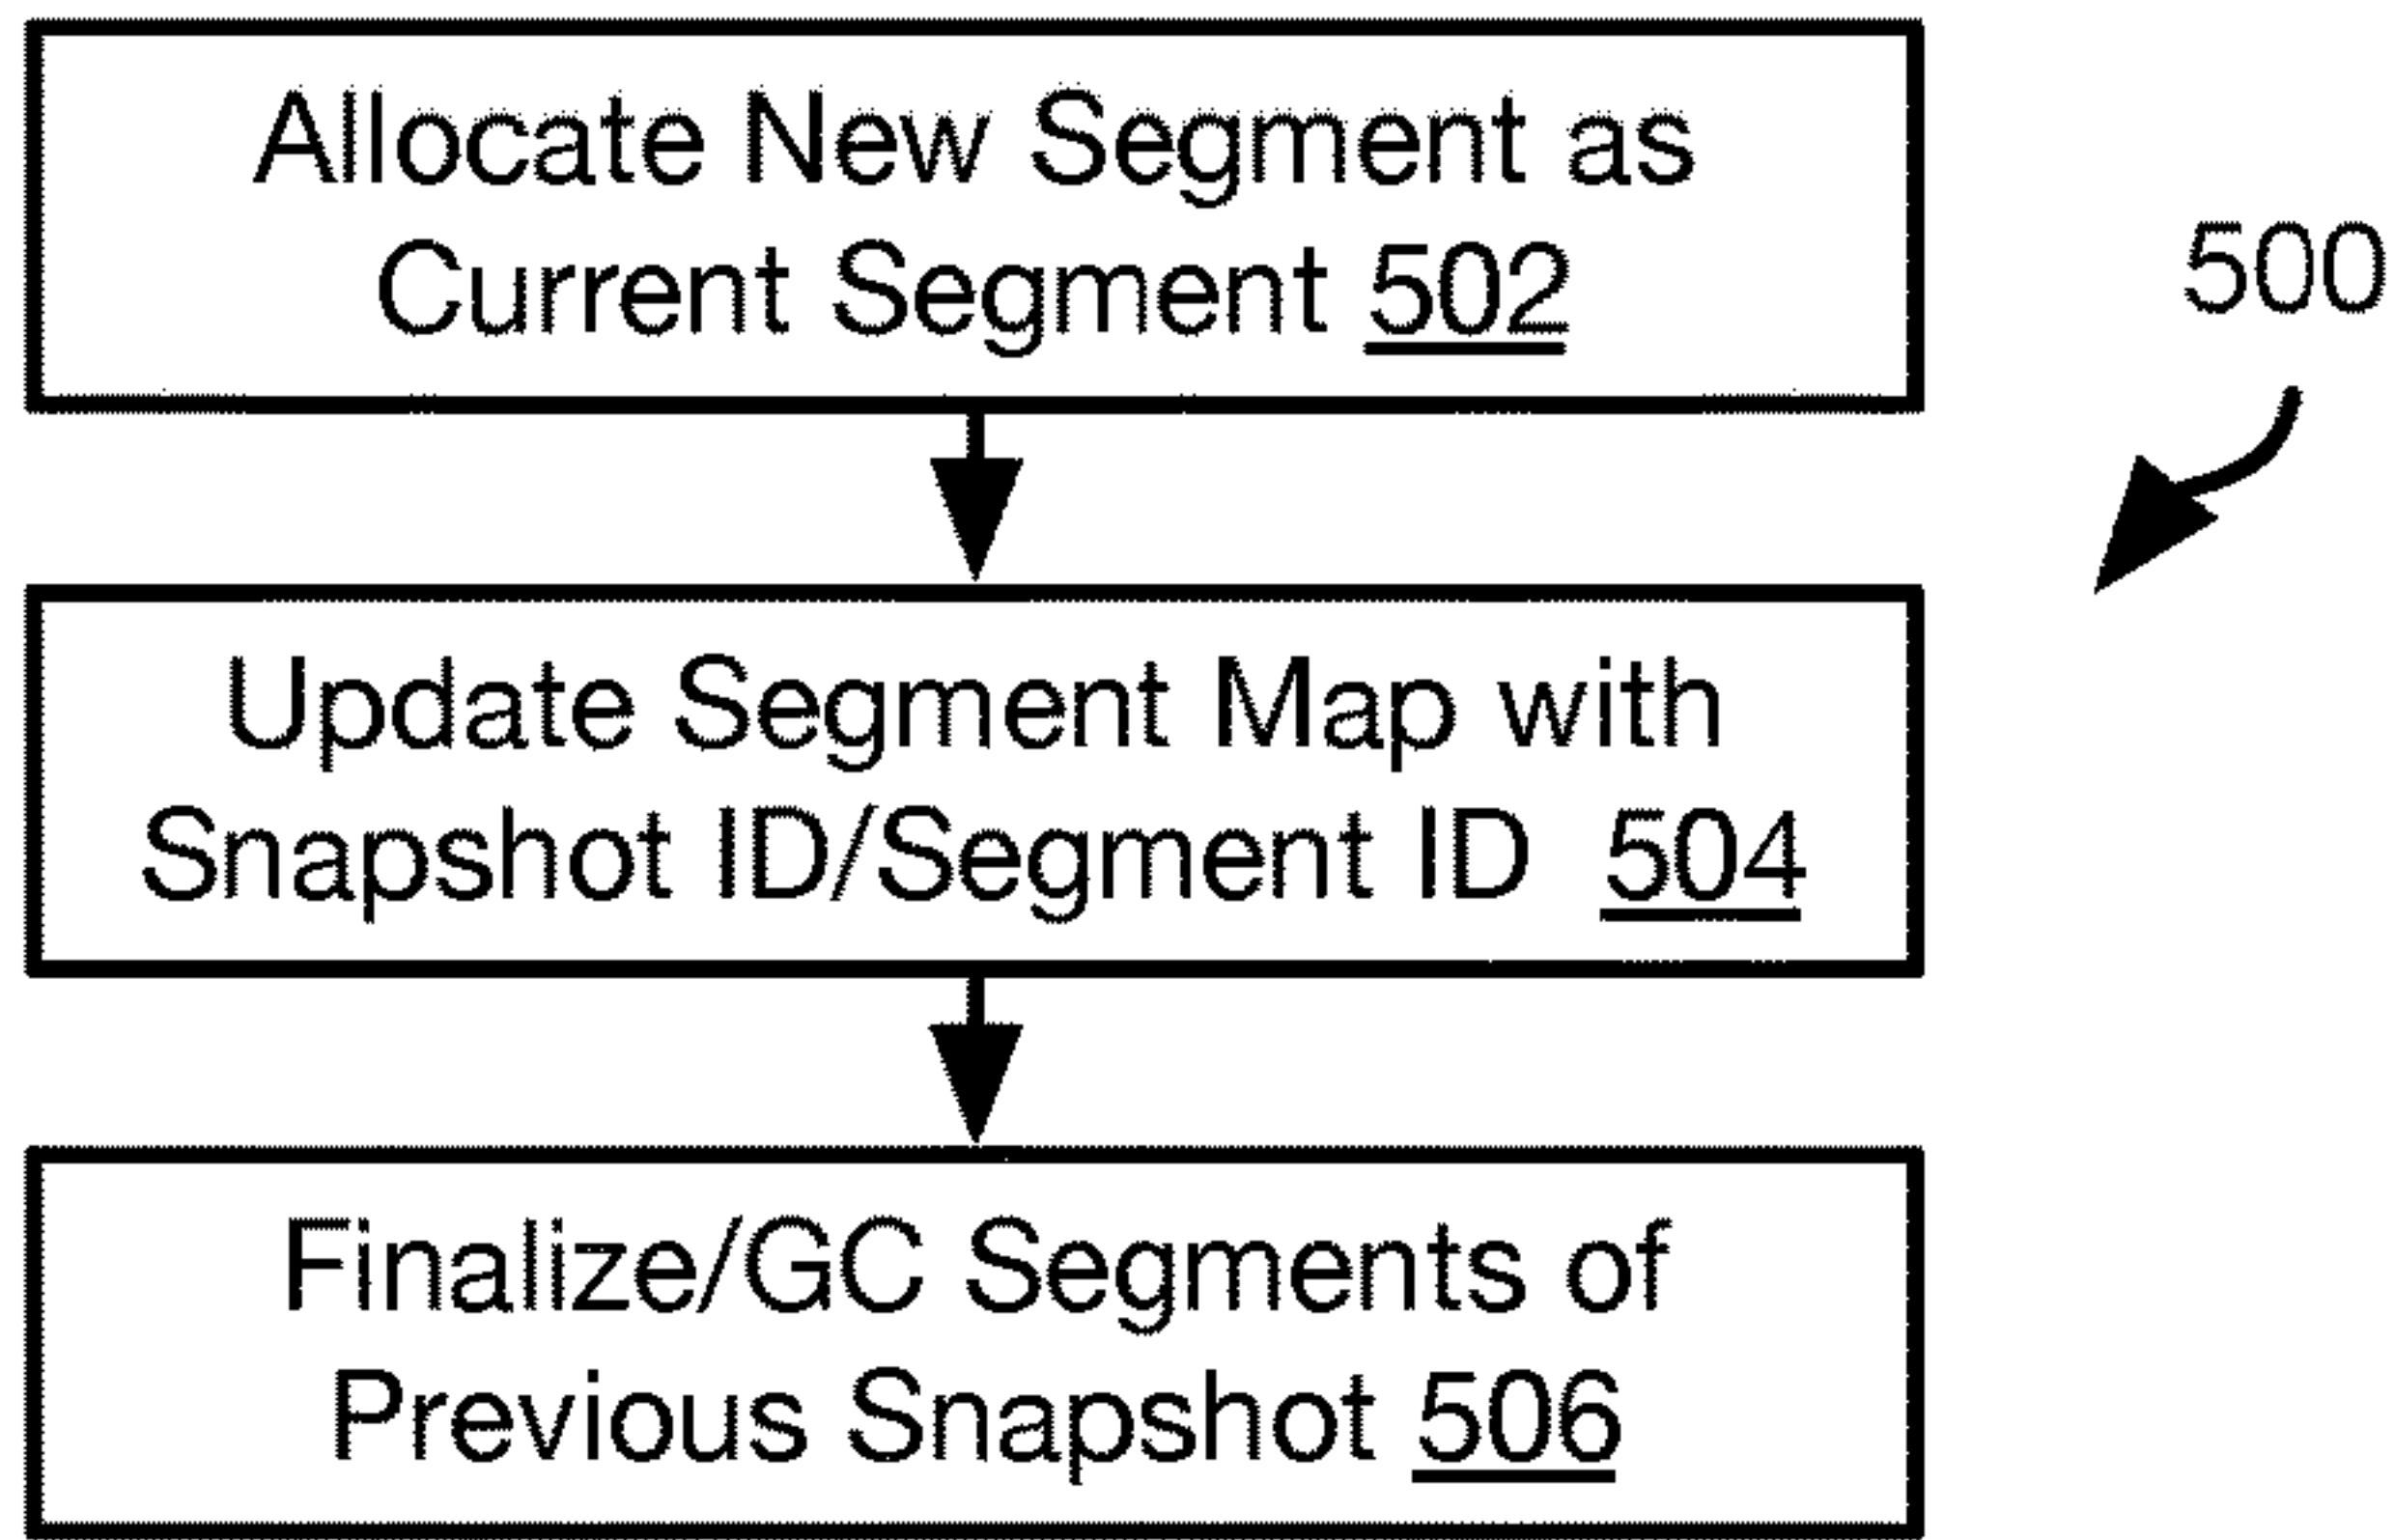 Allocate New Segment as
Current Segment 502
500
Update Segment Map with
Snapshot ID/Segment ID 504
Finalize/GC Segments of
Previous Snapshot 506